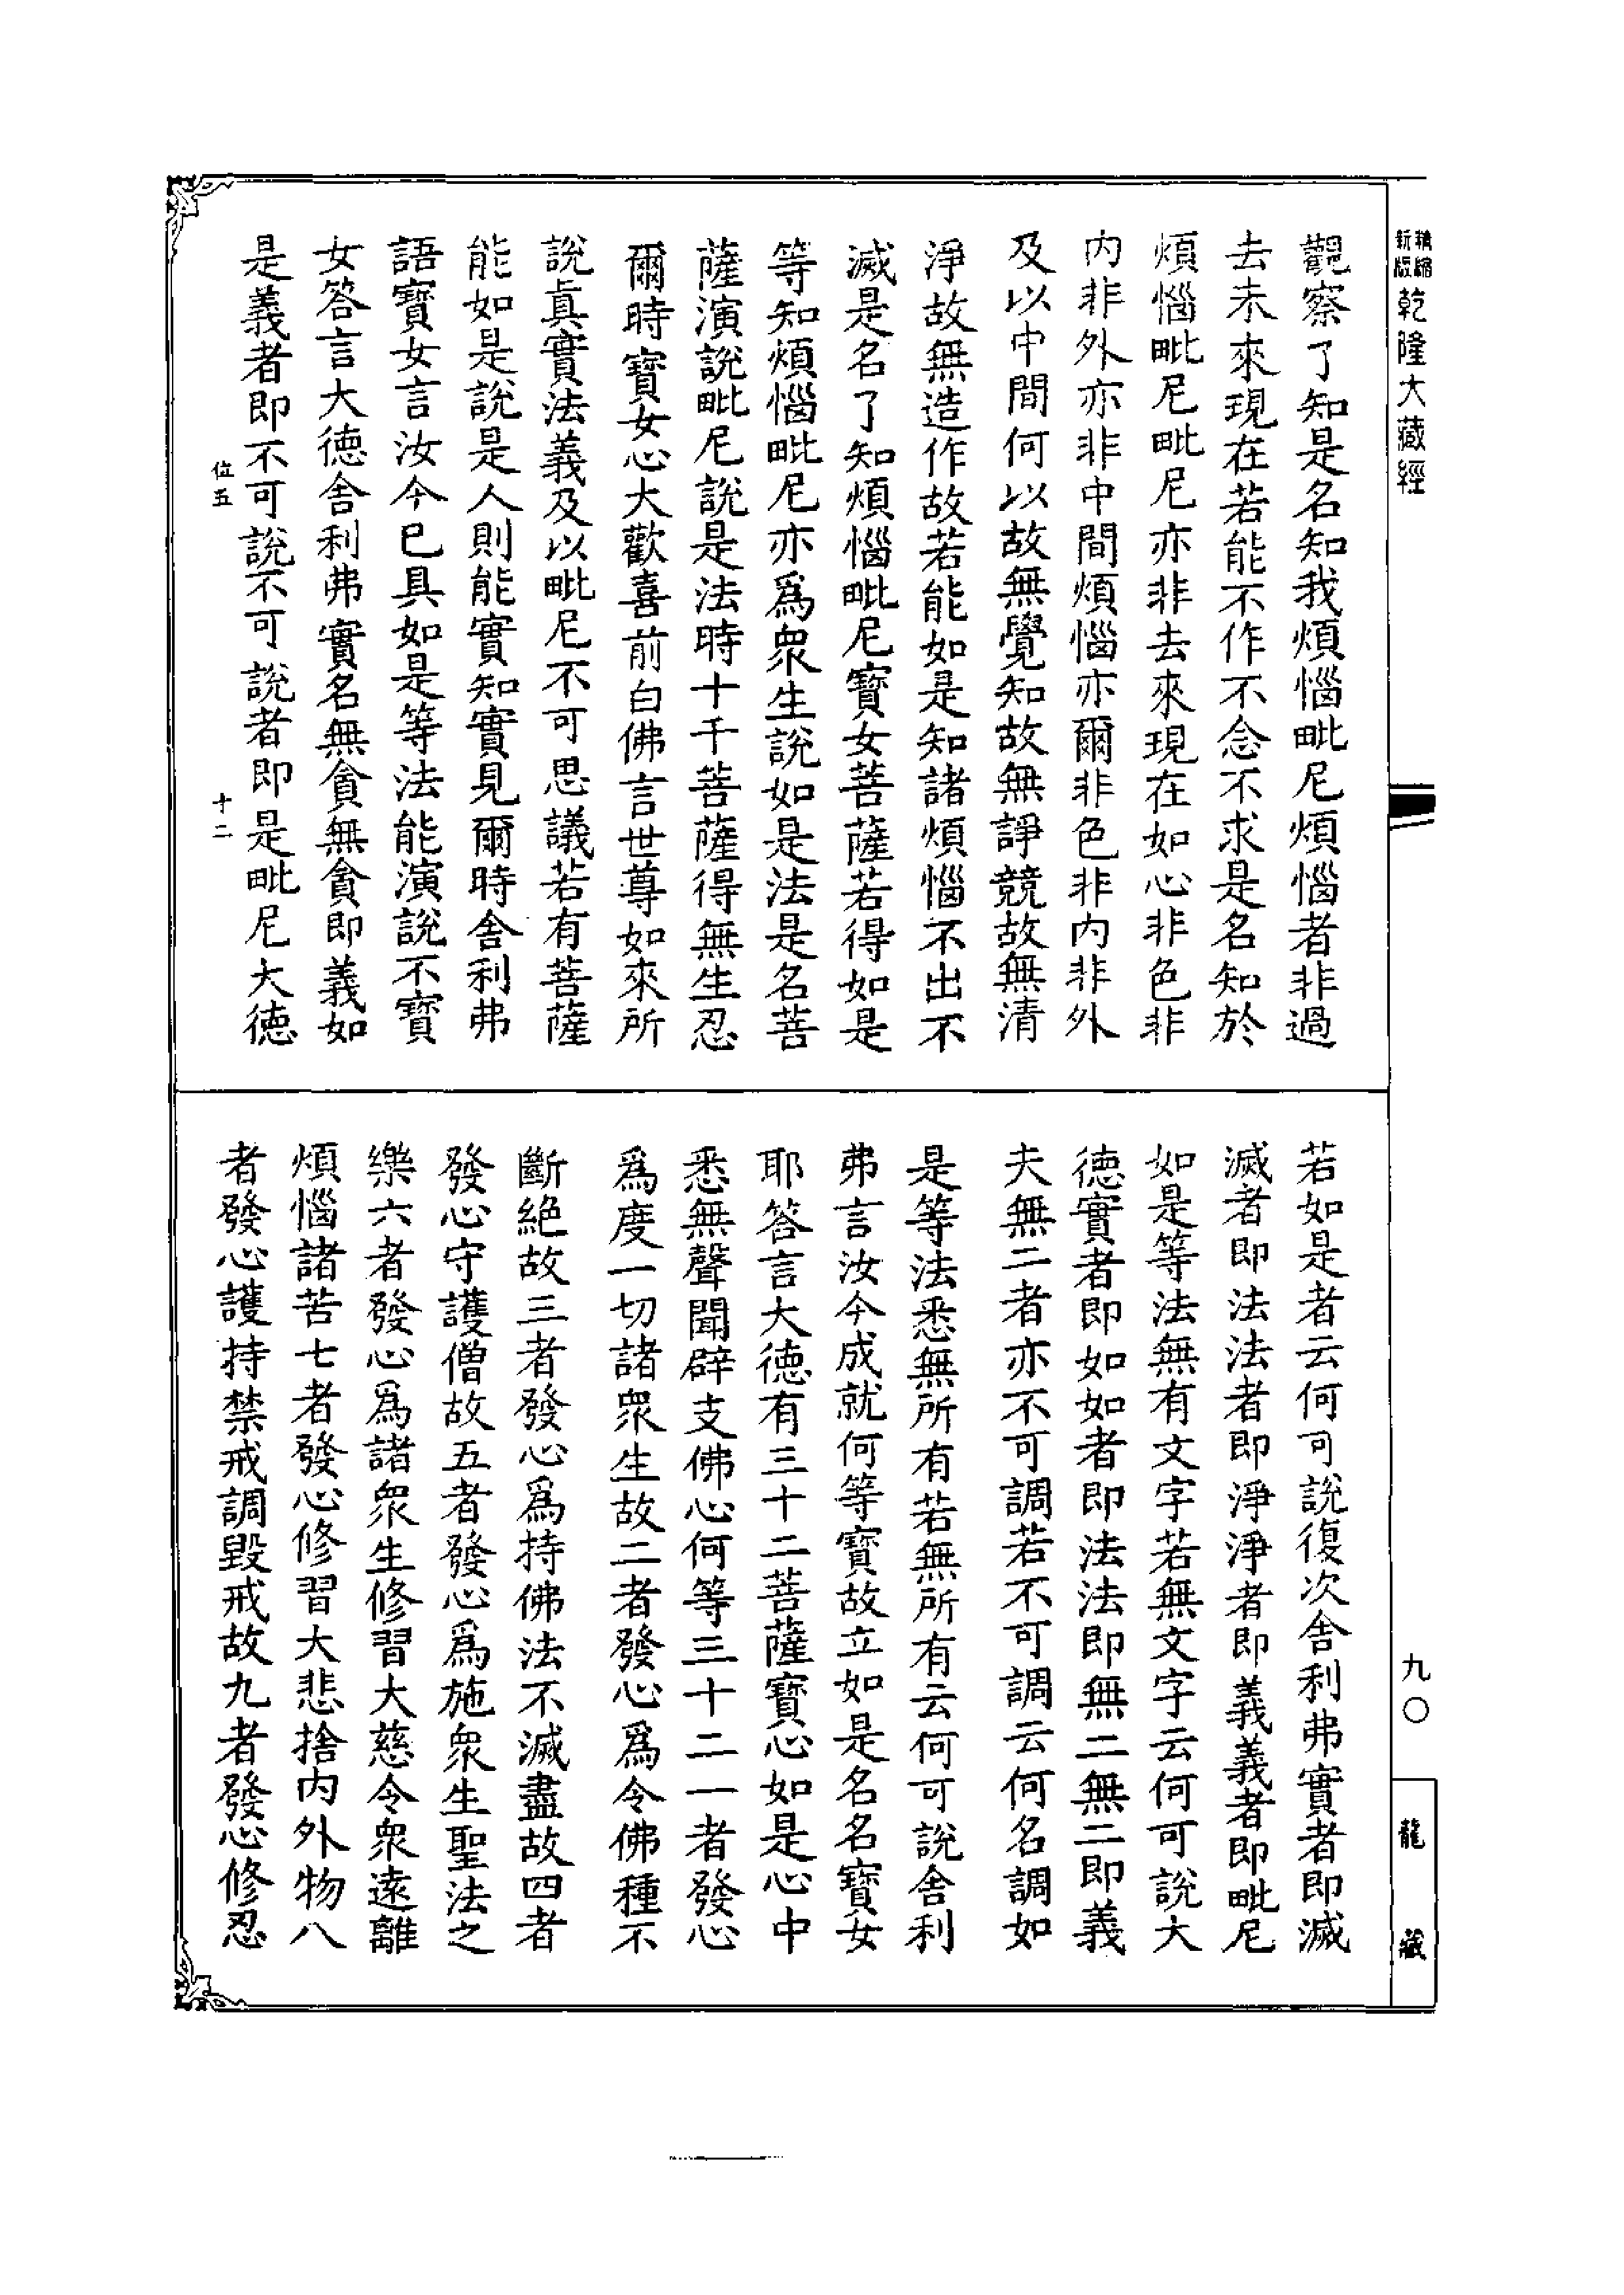 新版 精縮 乾隆大藏經
九〇
龍藏
觀察了知是名知我煩惱毗尼煩惱者非過
去未來現在若能不作不念不求是名知於
煩惱毗尼毗尼亦非去來現在如心非色非
內非外亦非中間煩惱亦爾非色非內非外
及以中間何以故無覺知故無諍競故無清
淨故無造作故若能如是知諸煩惱不出不
滅是名了知煩惱毗尼寶女菩薩若得如是
等知煩惱毗尼亦爲衆生說如是法是名菩
薩演說毗尼說是法時十千菩薩得無生忍
爾時寶女心大歡喜前白佛言世尊如來所
說眞實法義及以毗尼不可思議若有菩薩
能如是說是人則能實知實見爾時舍利弗
語寶女言汝今已具如是等法能演說不寶
女答言大德舍利弗實名無貪無貪即義如
是義者即不可說不可說者即是毗尼大德
位五 十二
若如是者云何可說復次舍利弗實者即滅
滅者即法法者即淨淨者即義義者即毗尼
如是等法無有文字若無文字云何可說大
德實者即如如者即法法即無二無二即義
夫無二者亦不可調若不可調云何名調如
是等法悉無所有若無所有云何可說舍利
弗言汝今成就何等寶故立如是名名寶女
耶答言大德有三十二菩薩寶心如是心中
悉無聲聞辟支佛心何等三十二一者發心
爲度一切諸衆生故二者發心爲令佛種不
斷絕故三者發心爲持佛法不滅盡故四者
發心守護僧故五者發心爲施衆生聖法之
樂六者發心爲諸衆生修習大慈令衆遠離
煩惱諸苦七者發心修習大悲捨內外物八
者發心護持禁戒調毀戒故九者發心修忍